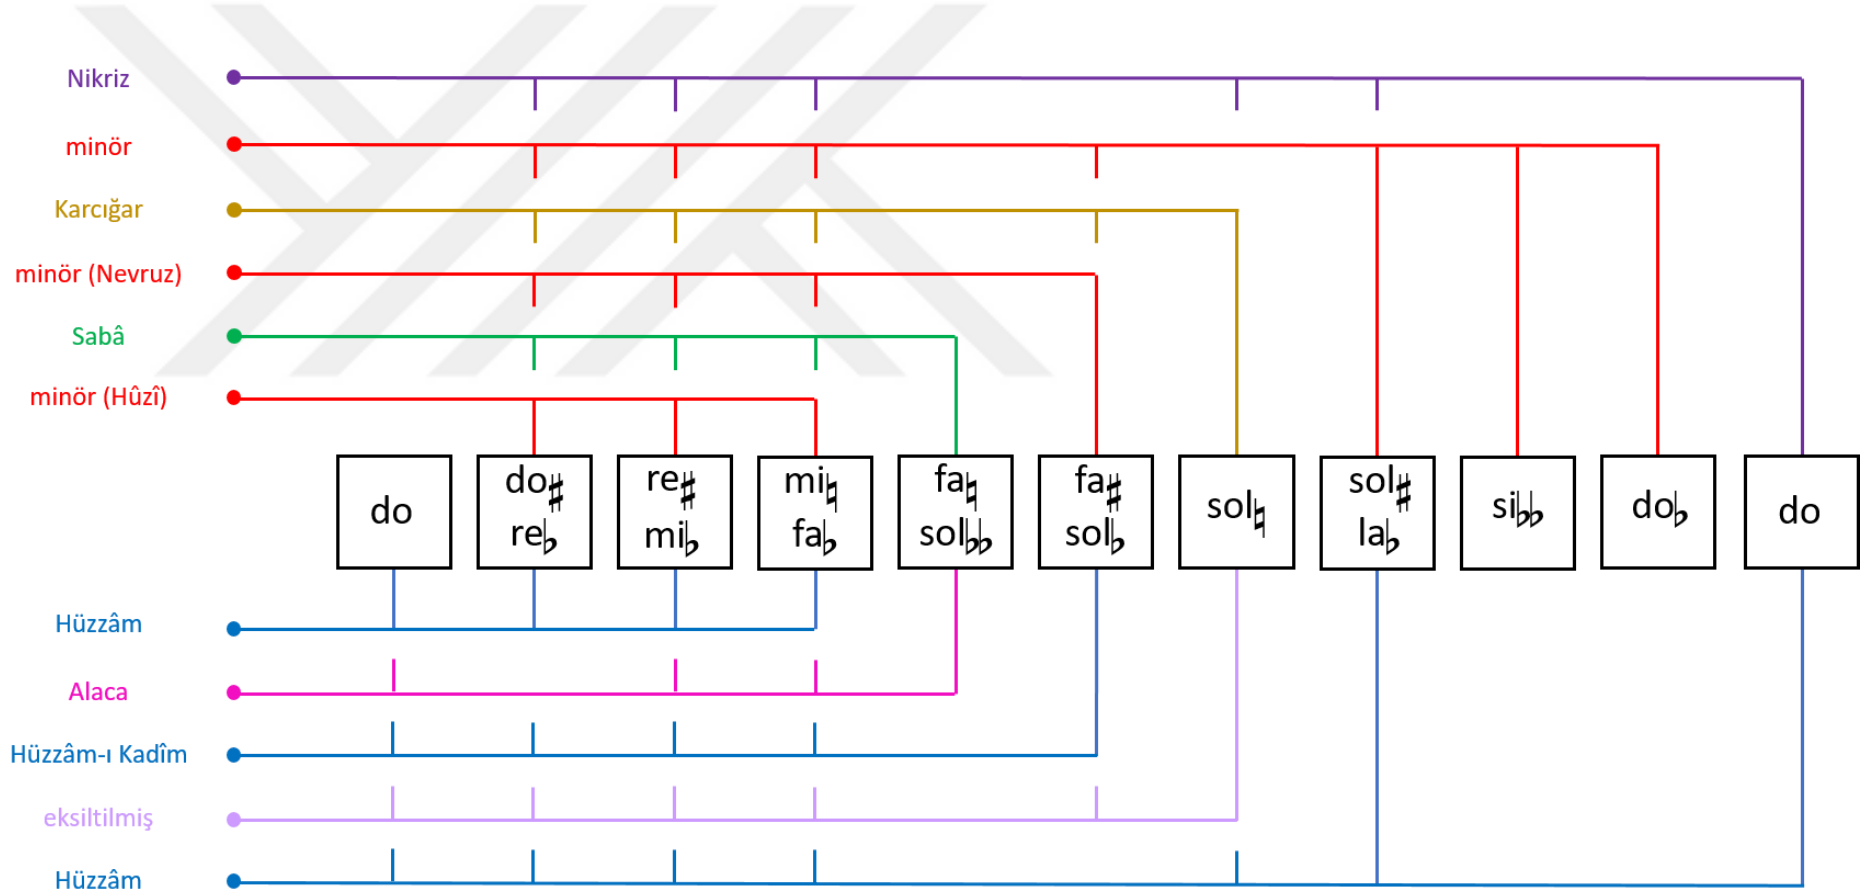 Nikriz
minör
Karcığar
minör (Nevruz)
Sabâ
minör (Hûzî)
do
do♯
re♭
re♯
mi♭
mi♮
fa♭
fa♮
sol𝄫
fa♯
sol♭
sol♮
sol♯
la♭
si𝄫
do♭
do
Hüzzâm
Alaca
Hüzzâm-ı Kadîm
eksiltilmiş
Hüzzâm